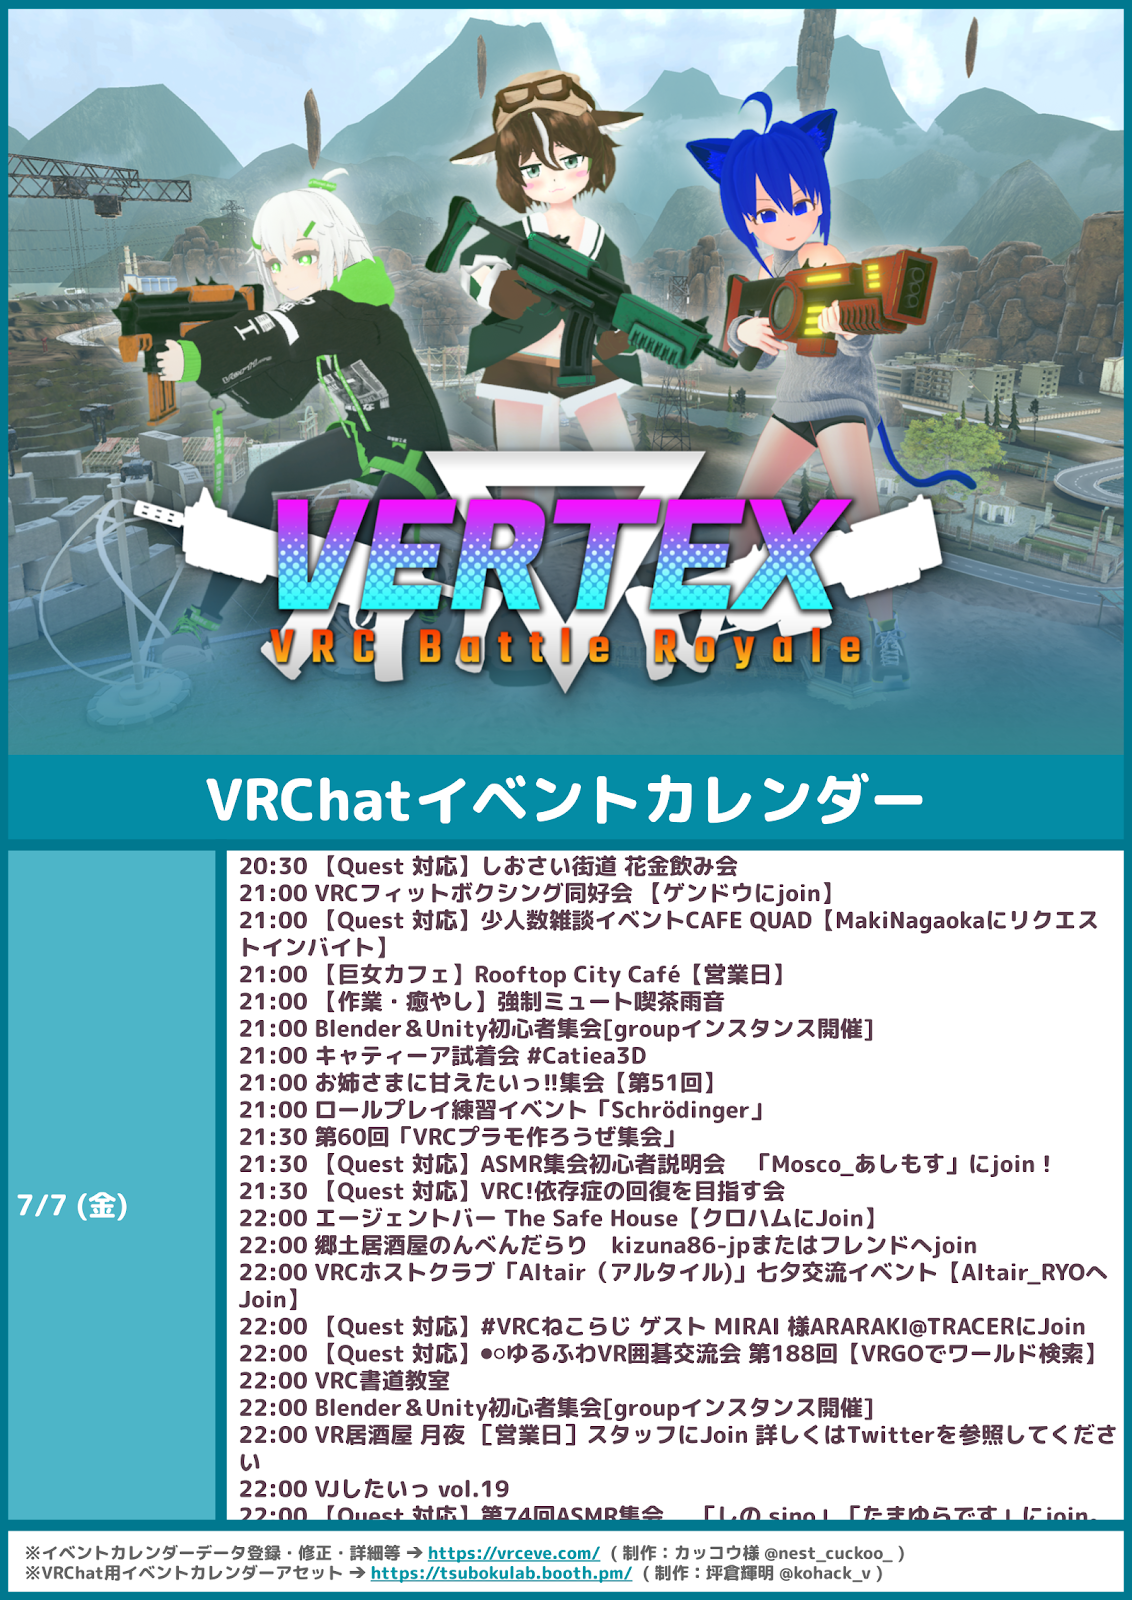 VERTEX
VRC Battle Royale
VRChatイベントカレンダー
7/7 (金)
20:30 【Quest 対応】しおさい街道 花金飲み会
21:00 VRCフィットボクシング同好会 【ゲンドウにjoin】
21:00 【Quest 対応】少人数雑談イベントCAFE QUAD【MakiNagaokaにリクエス
トインバイト】
21:00 【巨女カフェ】Rooftop City Café【営業日】
21:00 【作業・癒やし】強制ミュート喫茶雨音
21:00 Blender＆Unity初心者集会[groupインスタンス開催]
21:00 キャティーア試着会 #Catiea3D
21:00 お姉さまに甘えたいっ!!集会【第51回】
21:00 ロールプレイ練習イベント「Schrödinger」
21:30 第60回「VRCプラモ作ろうぜ集会」
21:30 【Quest 対応】ASMR集会初心者説明会　「Mosco_あしもす」にjoin！
21:30 【Quest 対応】VRC!依存症の回復を目指す会
22:00 エージェントバー The Safe House【クロハムにJoin】
22:00 郷土居酒屋のんべんだらり　kizuna86-jpまたはフレンドへjoin
22:00 VRCホストクラブ「Altair（アルタイル)」七夕交流イベント【Altair_RYOへ
Join】
22:00 【Quest 対応】#VRCねこらじ ゲスト MIRAI 様ARARAKI@TRACERにJoin
22:00 【Quest 対応】●○ゆるふわVR囲碁交流会 第188回【VRGOでワールド検索】
22:00 VRC書道教室
22:00 Blender＆Unity初心者集会[groupインスタンス開催]
22:00 VR居酒屋 月夜 ［営業日］スタッフにJoin 詳しくはTwitterを参照してくださ
い
22:00 VJしたいっ vol.19
22:00 【Quest 対応】第74回ASMR集会　「しの sino」「たまゆらです」にjoin.
※イベントカレンダーデータ登録・修正・詳細等 ➔ https://vrceve.com/ ( 制作：カッコウ様 @nest_cuckoo_ )
※VRChat用イベントカレンダーアセット ➔ https://tsubokulab.booth.pm/ ( 制作：坪倉輝明 @kohack_v )